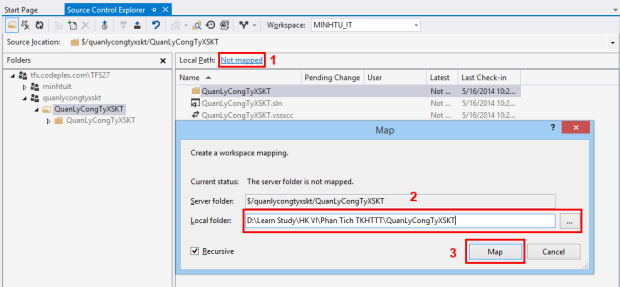 Start Page
Source Control Explorer
Workspace: MINHTU_IT
Source location: $/quanlycongtyxskt/QuanLyCongTyXSKT
Folders
Local Path: Not mapped 1
Name Pending Change User Latest Last Check-in
tfs.codeplex.com\TFS27
minhtuit
quanlycongtyxskt
QuanLyCongTyXSKT
QuanLyCongTyXSKT
QuanLyCongTyXSKT Not ... 5/16/2014 10:2...
QuanLyCongTyXSKT.sln Not ... 5/16/2014 10:2...
QuanLyCongTyXSKT.vssscc Not ... 5/16/2014 10:2...
Map
?
Create a workspace mapping.
Current status: The server folder is not mapped.
2
Server folder: $/quanlycongtyxskt/QuanLyCongTyXSKT
Local folder: D:\Learn Study\HK VI\Phan Tich TKHTTT\QuanLyCongTyXSKT ...
Recursive
3 Map Cancel